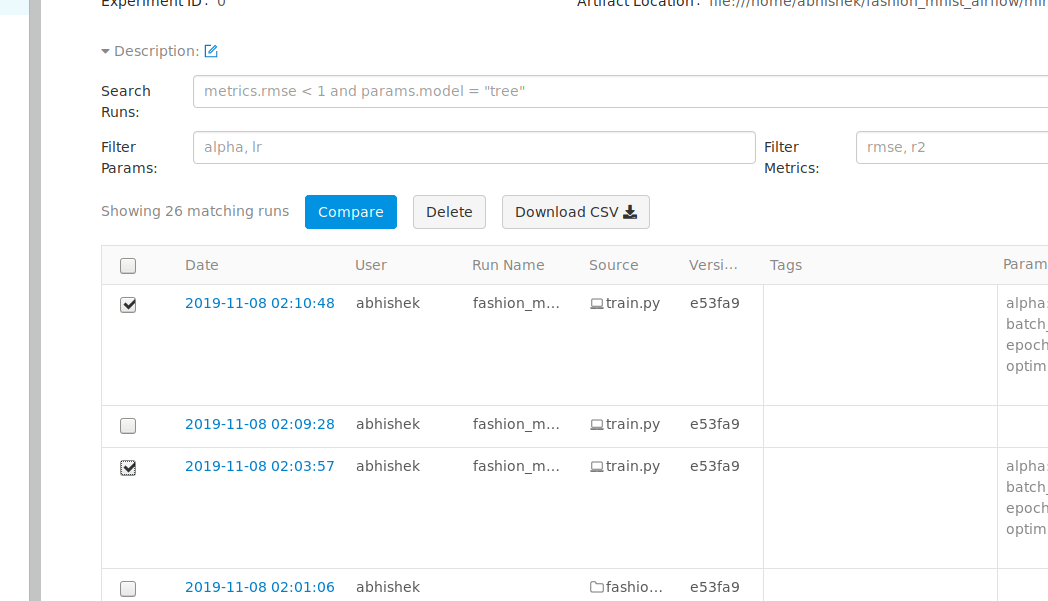 Experiment ID: 0 Artifact Location: file:///home/abhishek/fashion_mnist_airflow/
Description:
Search Runs: metrics.rmse < 1 and params.model = "tree"
Filter Params: alpha, lr Filter Metrics: rmse, r2
Showing 26 matching runs Compare Delete Download CSV
Date User Run Name Source Versi... Tags Param
2019-11-08 02:10:48 abhishek fashion_m... train.py e53fa9 alpha:
batch_
epoch
optim
2019-11-08 02:09:28 abhishek fashion_m... train.py e53fa9
2019-11-08 02:03:57 abhishek fashion_m... train.py e53fa9 alpha:
batch_
epoch
optim
2019-11-08 02:01:06 abhishek fashio... e53fa9